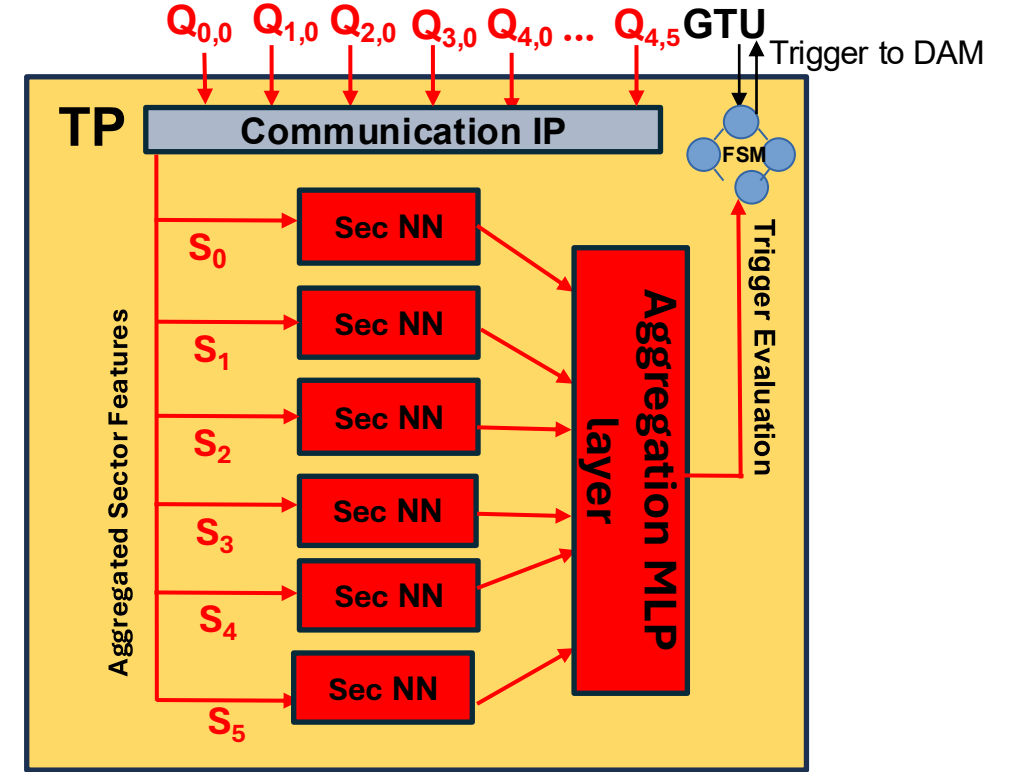 Q0,0 Q1,0 Q2,0 Q3,0 Q4,0 ... Q4,5 GTU
Trigger to DAM
TP
Communication IP
FSM
Sec NN
S0
Sec NN
S1
Sec NN
S2
Sec NN
S3
Sec NN
S4
Sec NN
S5
Aggregated Sector Features
Aggregation MLP
layer
Trigger Evaluation